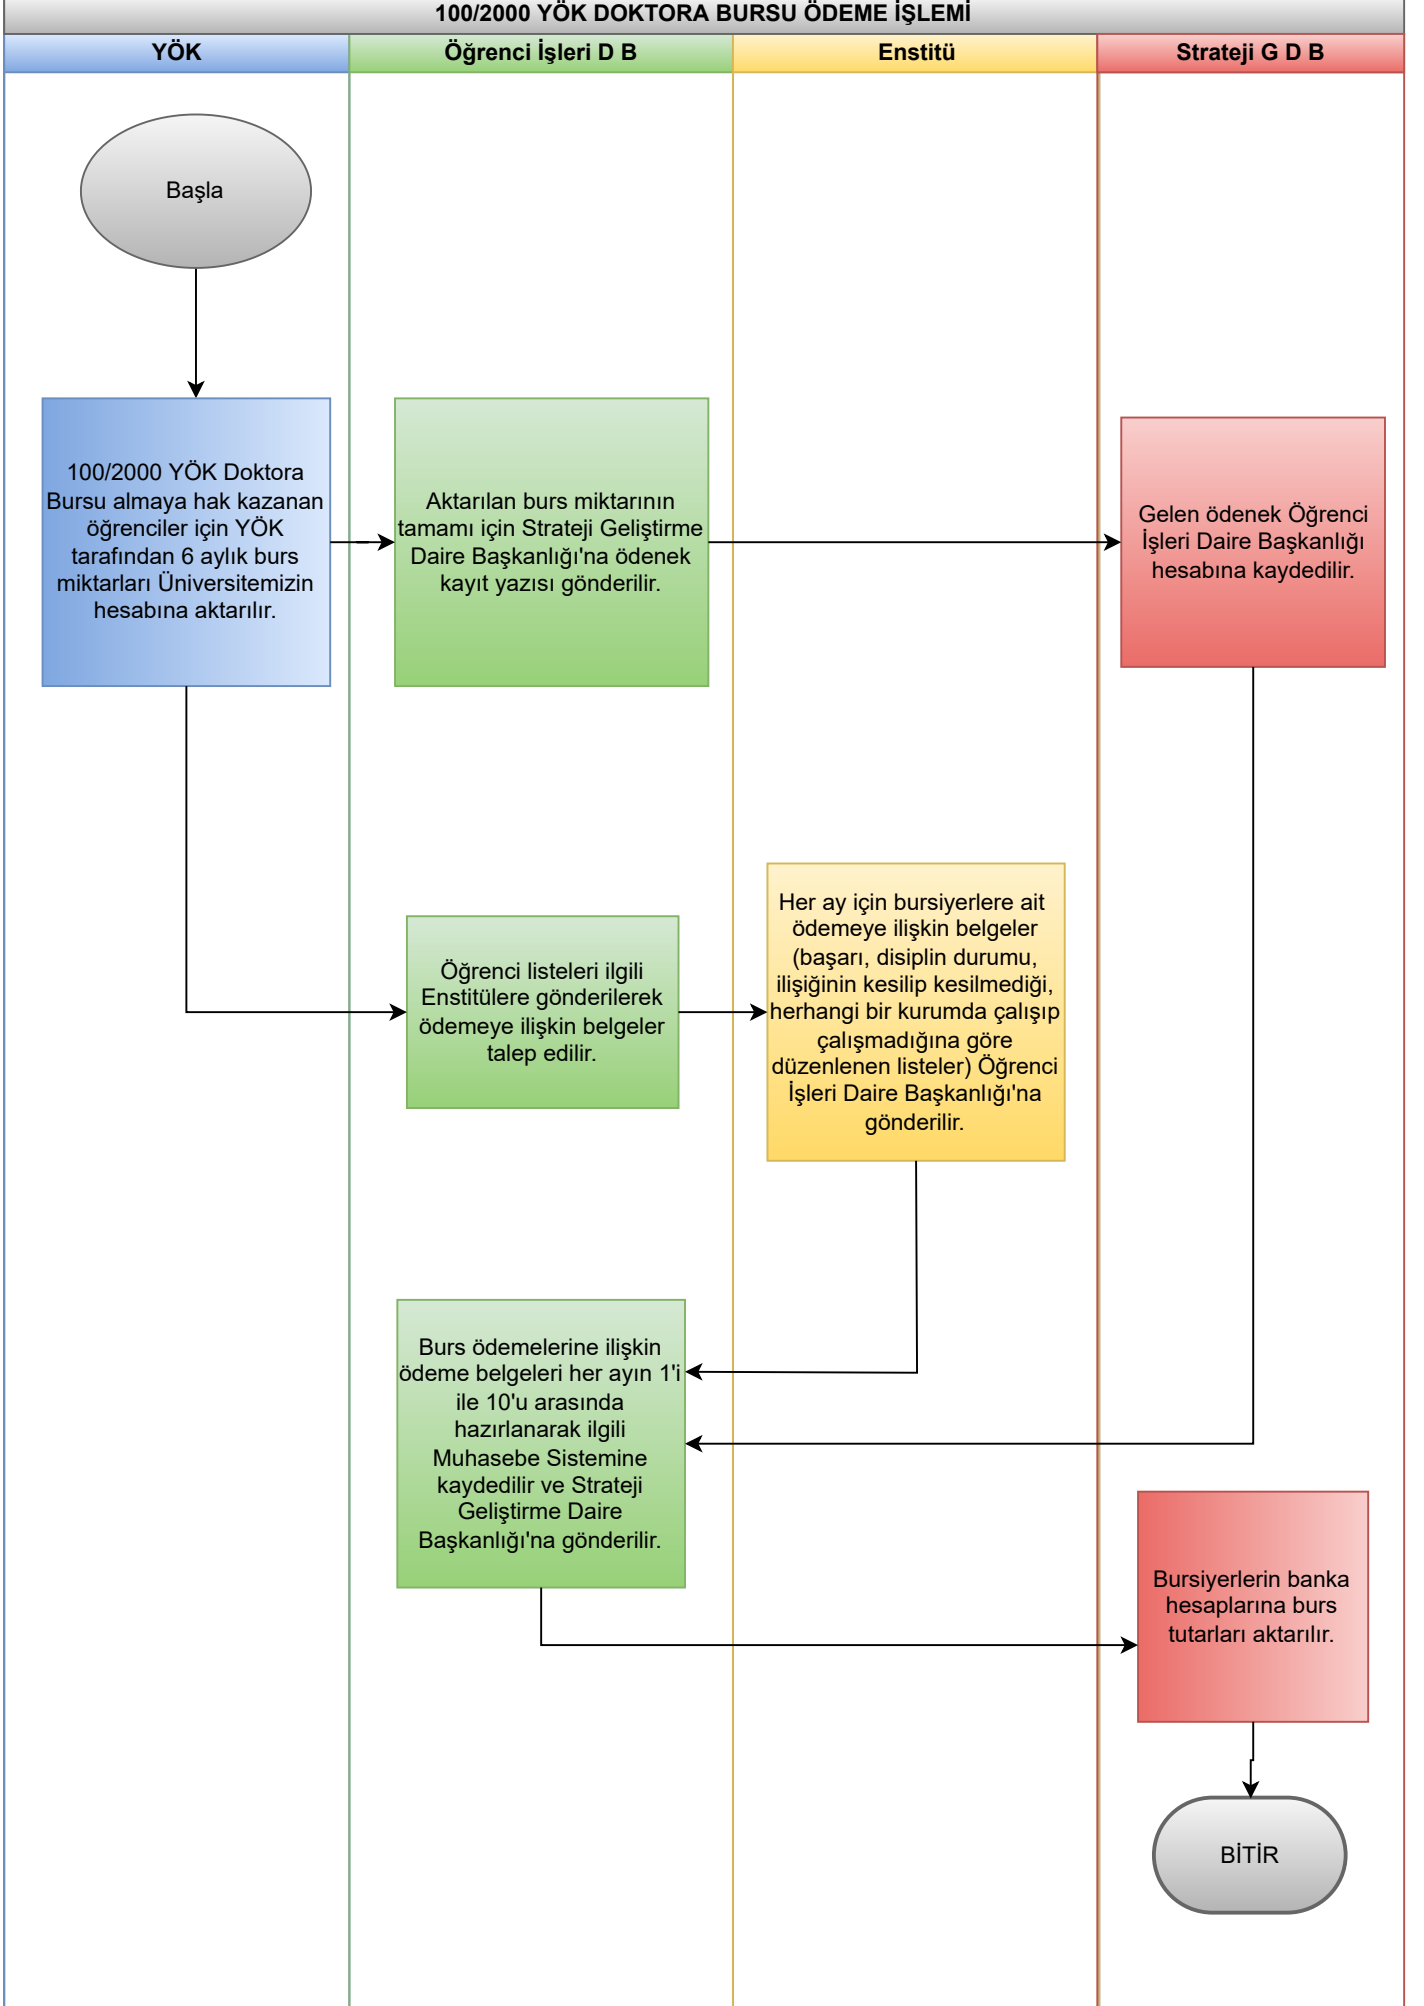 100/2000 YÖK DOKTORA BURSU ÖDEME İŞLEMİ
YÖK
Öğrenci İşleri D B
Enstitü
Strateji G D B
Başla
100/2000 YÖK Doktora
Bursu almaya hak kazanan
öğrenciler için YÖK
tarafından 6 aylık burs
miktarları Üniversitemizin
hesabına aktarılır.
Aktarılan burs miktarının
tamamı için Strateji Geliştirme
Daire Başkanlığı'na ödenek
kayıt yazısı gönderilir.
Gelen ödenek Öğrenci
İşleri Daire Başkanlığı
hesabına kaydedilir.
Öğrenci listeleri ilgili
Enstitülere gönderilerek
ödemeye ilişkin belgeler
talep edilir.
Her ay için bursiyerlere ait
ödemeye ilişkin belgeler
(başarı, disiplin durumu,
ilişiğinin kesilip kesilmediği,
herhangi bir kurumda çalışıp
çalışmadığına göre
düzenlenen listeler) Öğrenci
İşleri Daire Başkanlığı'na
gönderilir.
Burs ödemelerine ilişkin
ödeme belgeleri her ayın 1'i
ile 10'u arasında
hazırlanarak ilgili
Muhasebe Sistemine
kaydedilir ve Strateji
Geliştirme Daire
Başkanlığı'na gönderilir.
Bursiyerlerin banka
hesaplarına burs
tutarları aktarılır.
BİTİR